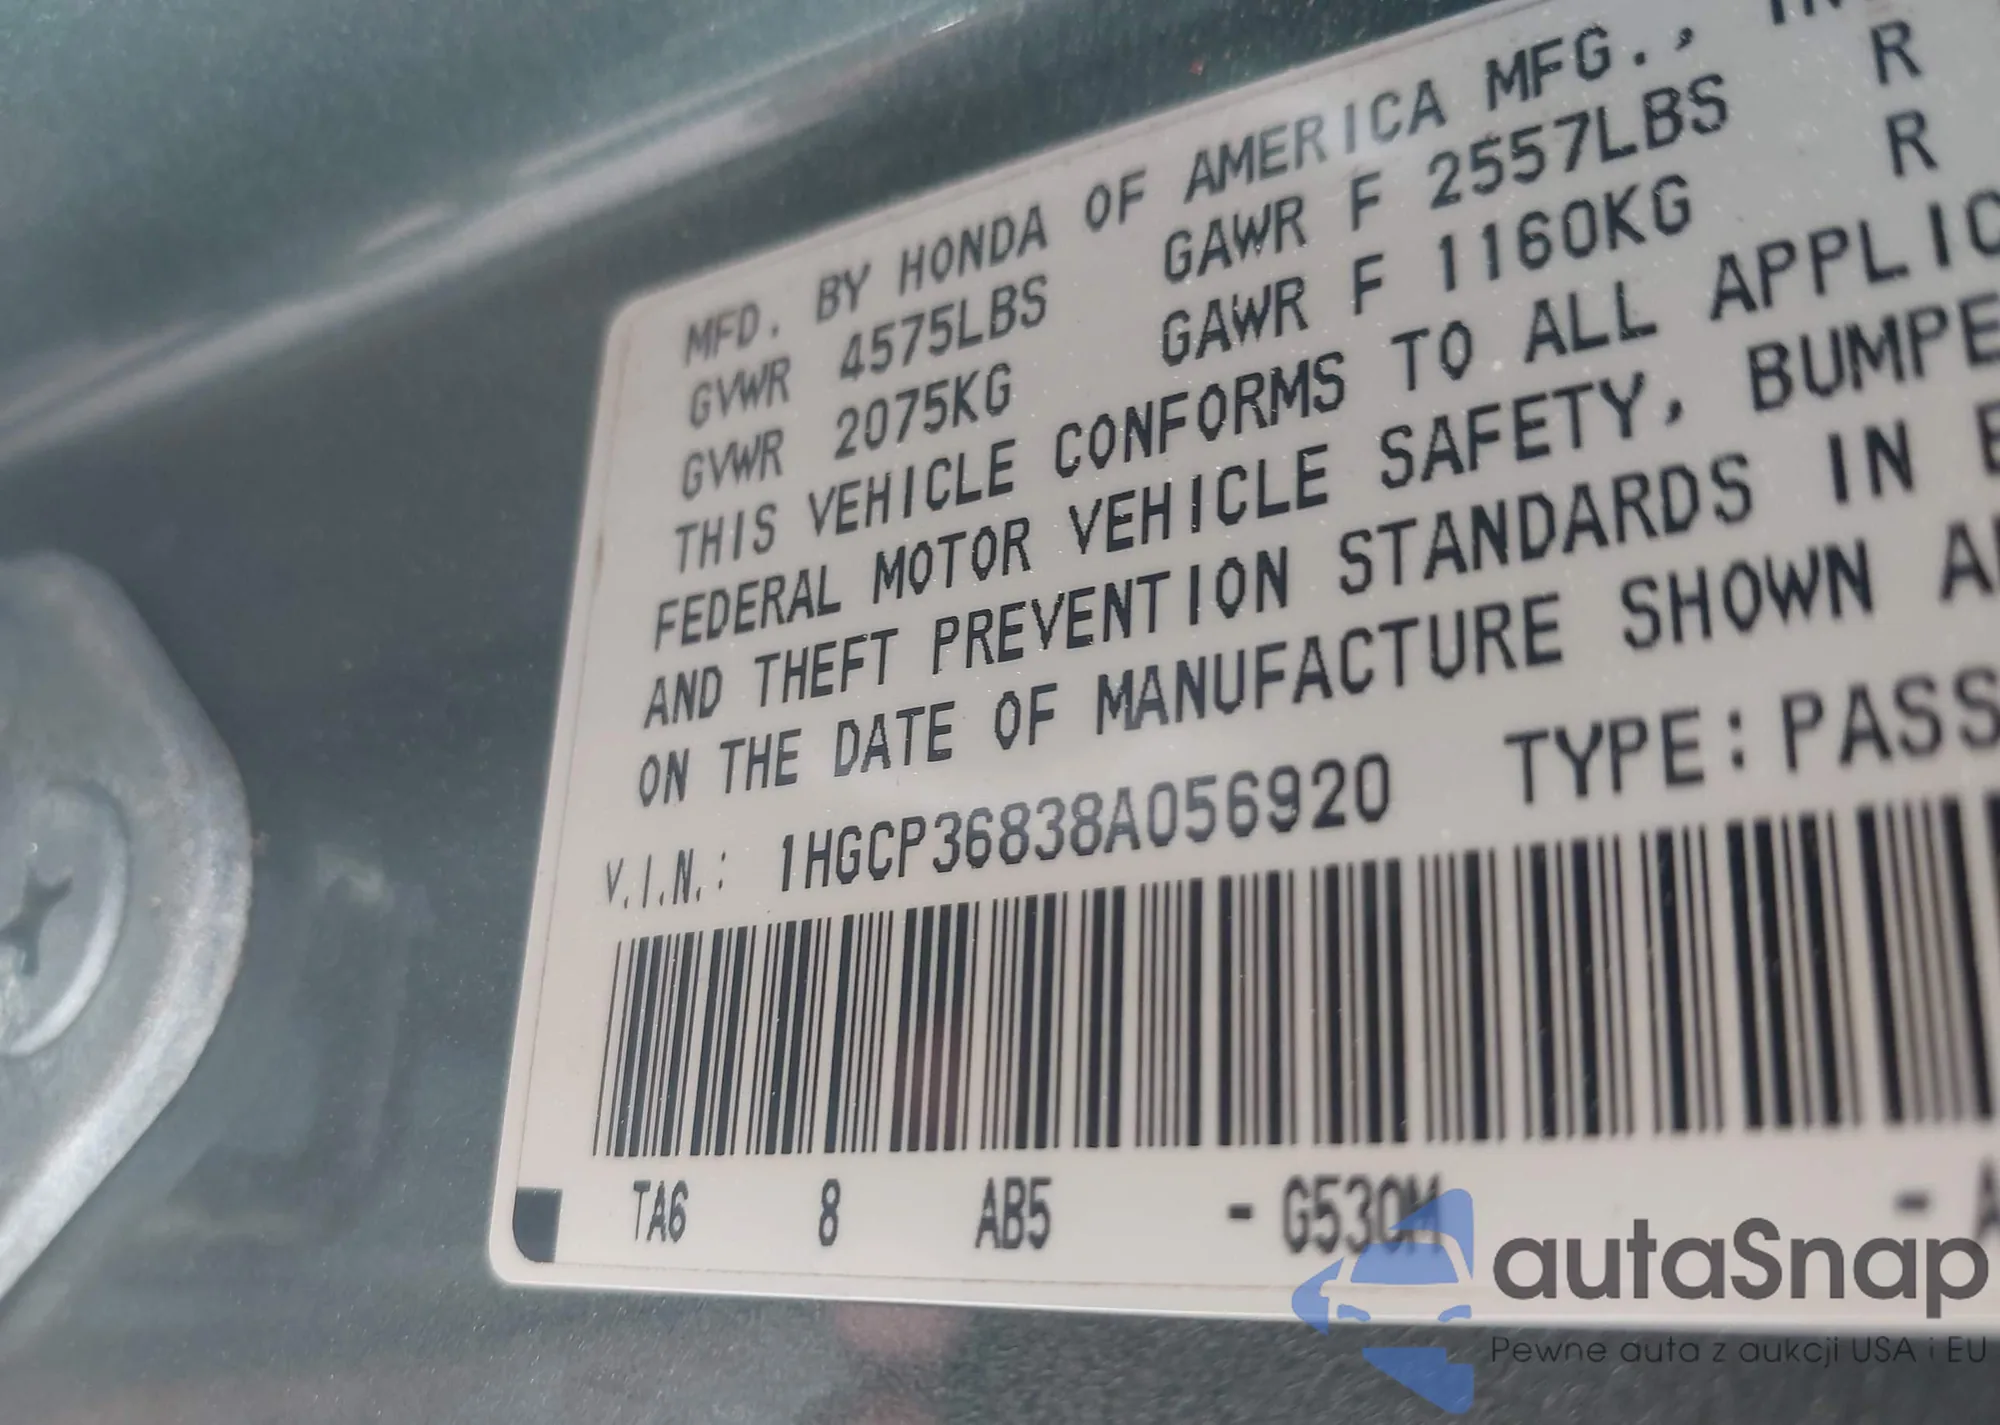 MFD. BY HONDA OF AMERICA MFG.,
GVWR 4575LBS GAWR F 2557LBS R
GVWR 2075KG GAWR F 1160KG R
THIS VEHICLE CONFORMS TO ALL
FEDERAL MOTOR VEHICLE SAFETY,
AND THEFT PREVENTION STANDARDS IN
ON THE DATE OF MANUFACTURE SHOWN
V.I.N.: 1HGCP36838A056920 TYPE:PASS
TA6 8 AB5 - G530M -
autaSnap
Pewne auta z aukcji USA i EU